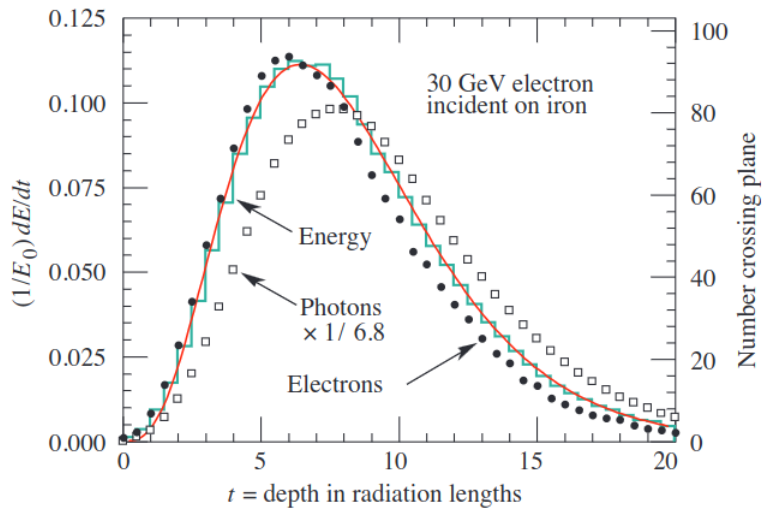 0.125
0.100
0.075
0.050
0.025
0.000
(1/E₀) dE/dt
30 GeV electron
incident on iron
Energy
Photons
× 1/ 6.8
Electrons
100
80
60
40
20
0
Number crossing plane
0 5 10 15 20
t = depth in radiation lengths